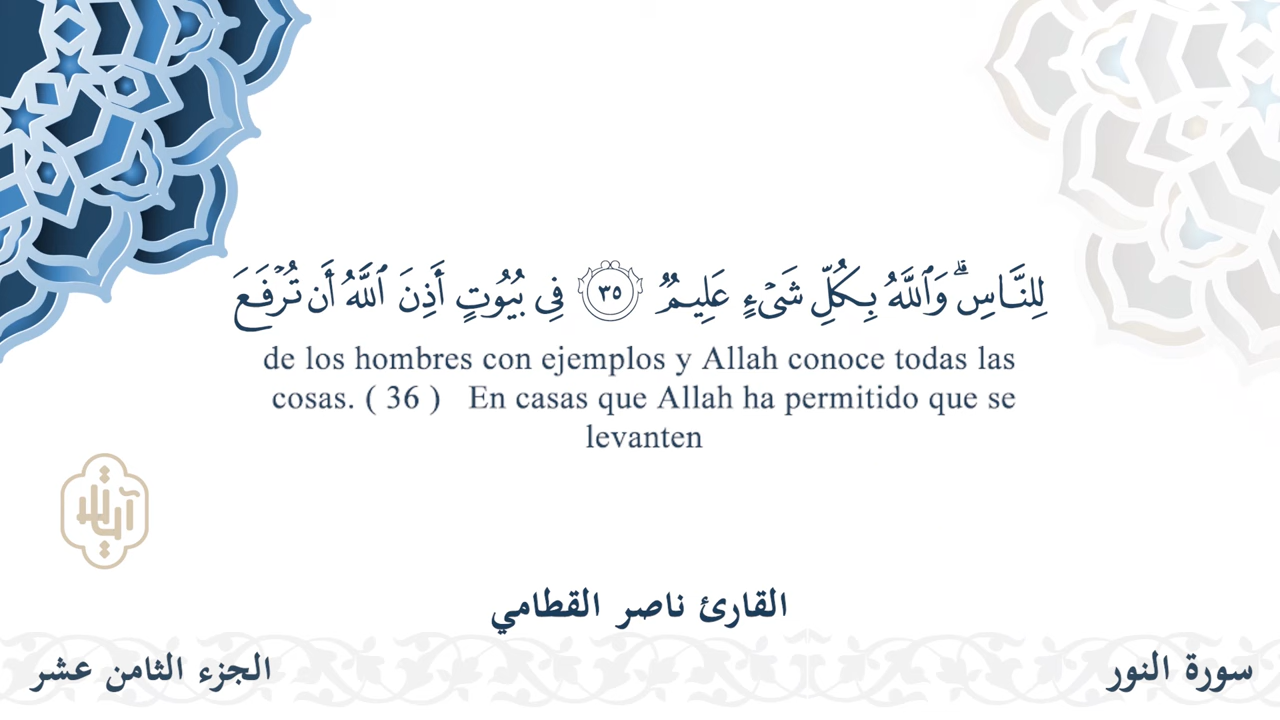 لِلنَّاسِ ۗ وَٱللَّهُ بِكُلِّ شَىْءٍ عَلِيمٌ ٣٥ فِى بُيُوتٍ أَذِنَ ٱللَّهُ أَن تُرْفَعَ
de los hombres con ejemplos y Allah conoce todas las
cosas. ( 36 ) En casas que Allah ha permitido que se
levanten
آيات
القارئ ناصر القطامي
سورة النور
الجزء الثامن عشر